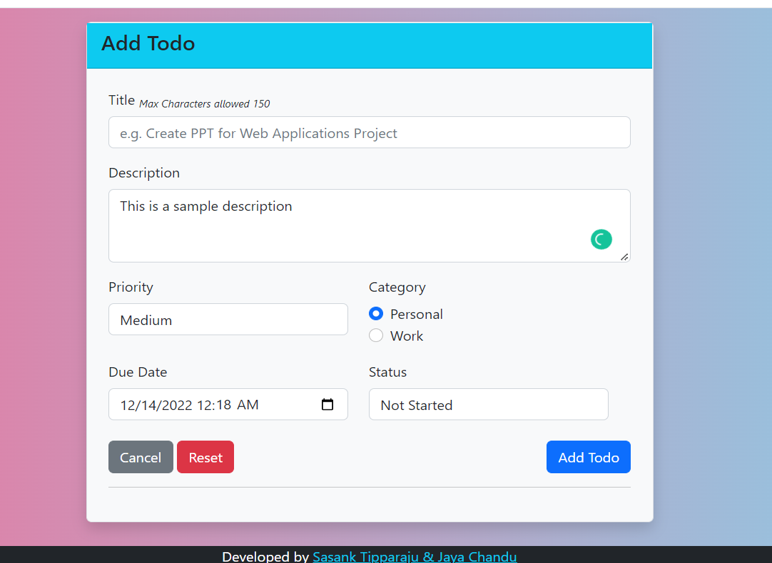 Add Todo
Title Max Characters allowed 150
e.g. Create PPT for Web Applications Project
Description
This is a sample description
Priority
Category
Medium
Personal
Work
Due Date
Status
12/14/2022 12:18 AM
Not Started
Cancel Reset Add Todo
Developed by Sasank Tipparaju & Jaya Chandu